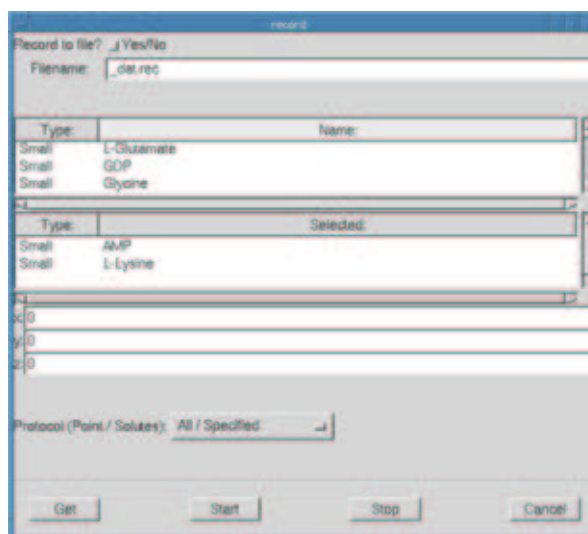 record
Record to file? Yes/No
Filename: _dat.rec
Type: Name:
Small L-Glutamate
Small GDP
Small Glycine
Type: Selected:
Small AMP
Small L-Lysine
x: 0
y: 0
z: 0
Protocol (Point / Solutes): All / Specified
Get Start Stop Cancel